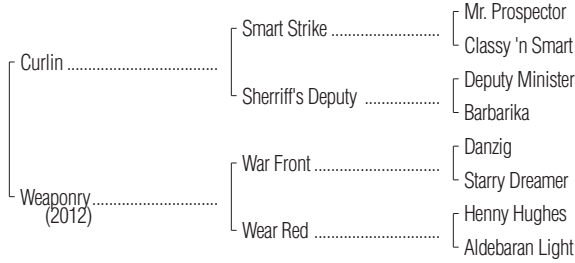 Mr. Prospector
Smart Strike ..........................
Classy 'n Smart
Curlin .....................................
Deputy Minister
Sherriff's Deputy ..................
Barbarika
Danzig
War Front ..............................
Starry Dreamer
Weaponry...............................
(2012)
Henny Hughes
Wear Red ..............................
Aldebaran Light